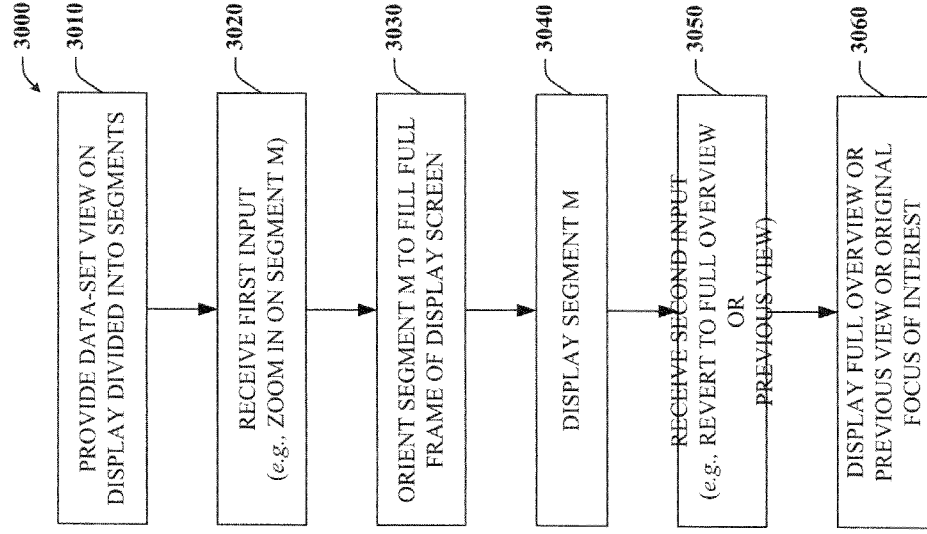 3000
3010
PROVIDE DATA-SET VIEW ON
DISPLAY DIVIDED INTO SEGMENTS
3020
RECEIVE FIRST INPUT
(e.g., ZOOM IN ON SEGMENT M)
3030
ORIENT SEGMENT M TO FILL FULL
FRAME OF DISPLAY SCREEN
3040
DISPLAY SEGMENT M
3050
RECEIVE SECOND INPUT
(e.g., REVERT TO FULL OVERVIEW
OR
PREVIOUS VIEW)
3060
DISPLAY FULL OVERVIEW OR
PREVIOUS VIEW OR ORIGINAL
FOCUS OF INTEREST